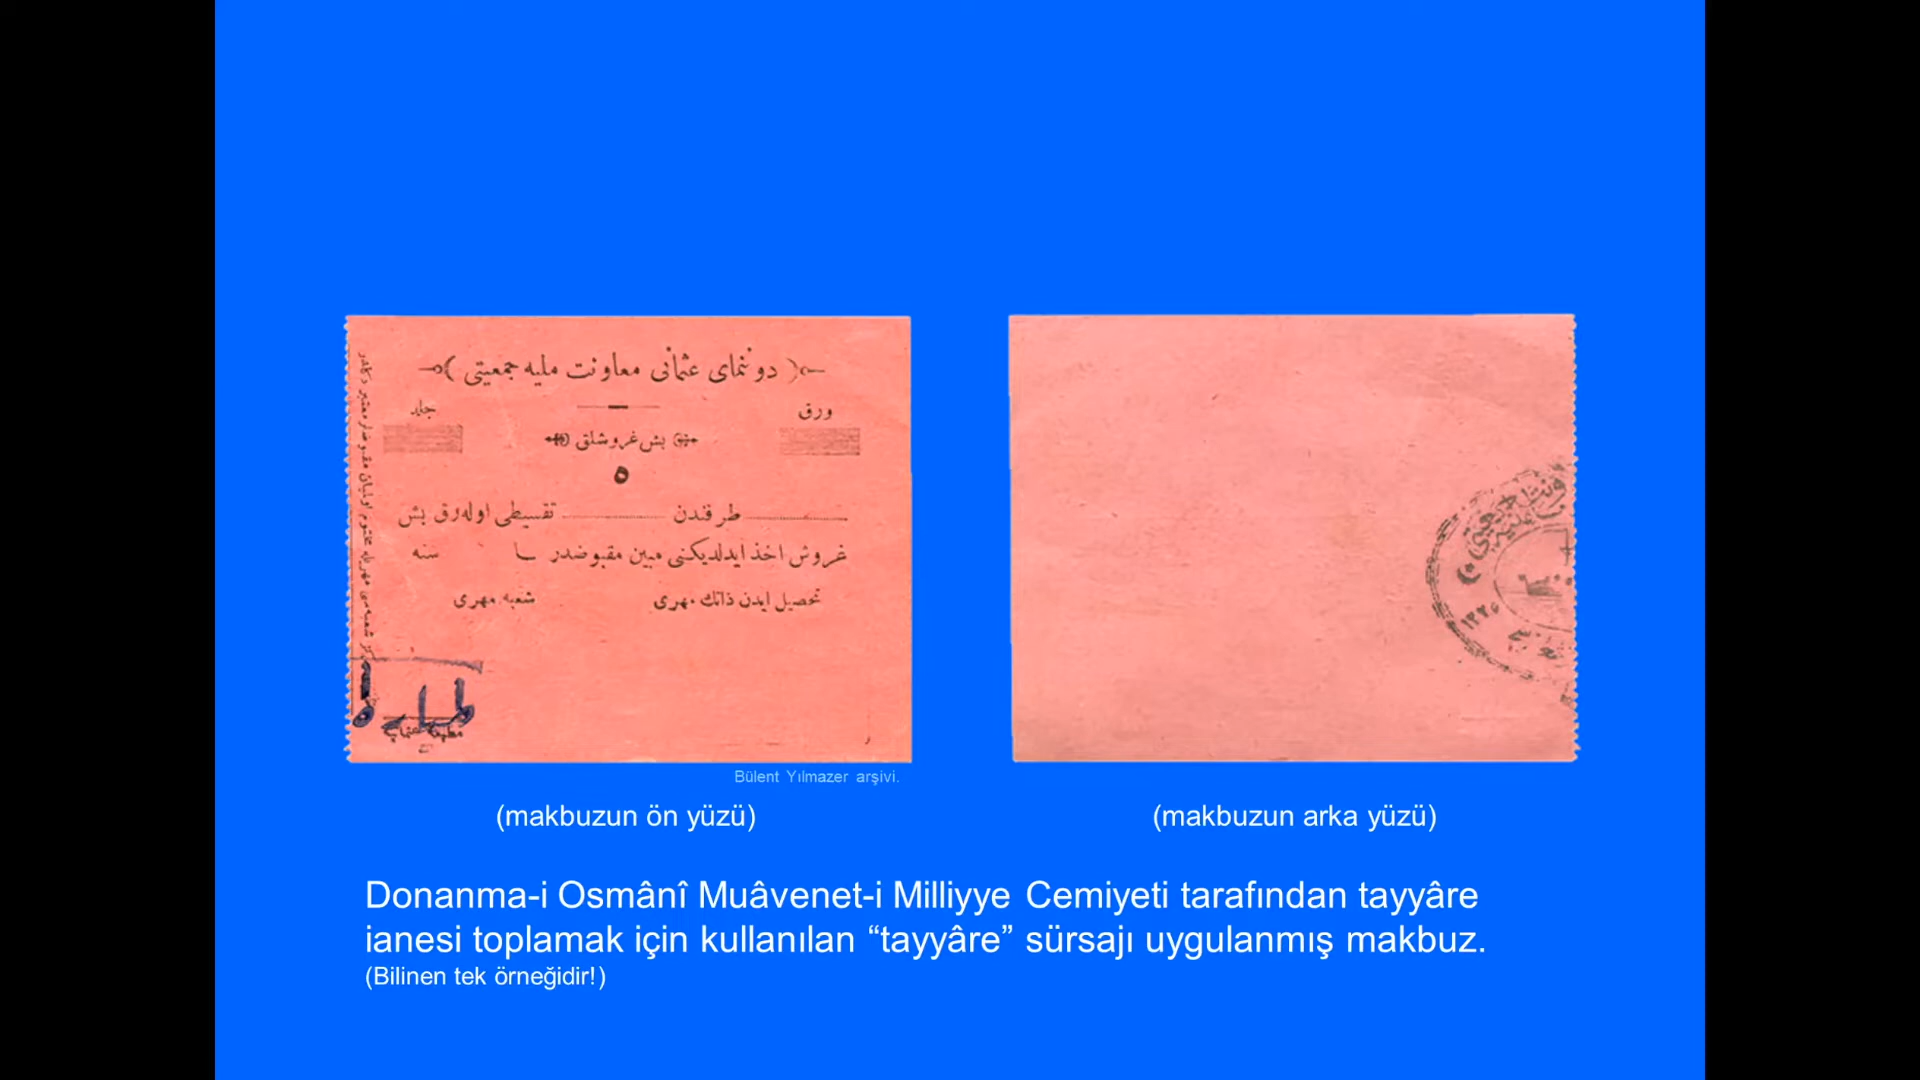 دوننمای عثمانی معاونت ملیه جمعیتی
ورق
جلد
بش غروشلق
٥
طرفندن تقسیطی اوله‌رق بش
غروش اخذ ایدلدیکنی مبین مقبوضدر سنه
تحصیل ایدن ذاتك مهری
شعبه مهری
مطبعه عثمانیه
Bülent Yılmazer arşivi.
(makbuzun ön yüzü)
(makbuzun arka yüzü)
Donanma-i Osmânî Muâvenet-i Milliyye Cemiyeti tarafından tayyâre
ianesi toplamak için kullanılan “tayyâre” sürsajı uygulanmış makbuz.
(Bilinen tek örneğidir!)